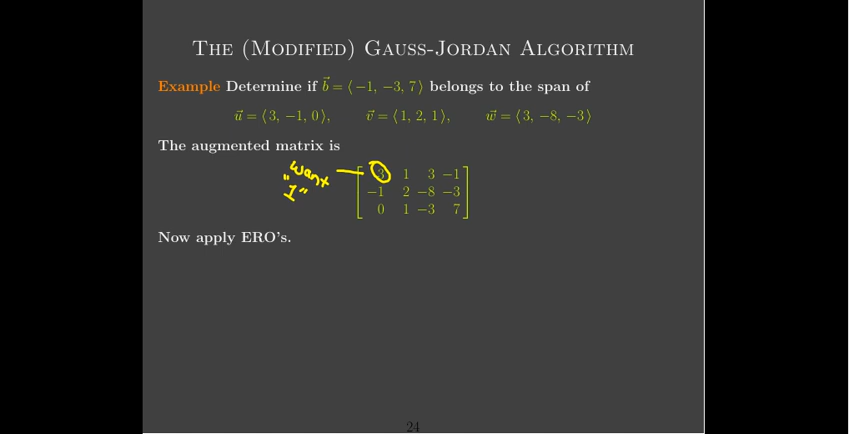 The (Modified) Gauss-Jordan Algorithm
Example Determine if b⃗ = ⟨−1, −3, 7⟩ belongs to the span of
u⃗ = ⟨3, −1, 0⟩, v⃗ = ⟨1, 2, 1⟩, w⃗ = ⟨3, −8, −3⟩
The augmented matrix is
3 1 3 −1
−1 2 −8 −3
0 1 −3 7
Now apply ERO's.
24